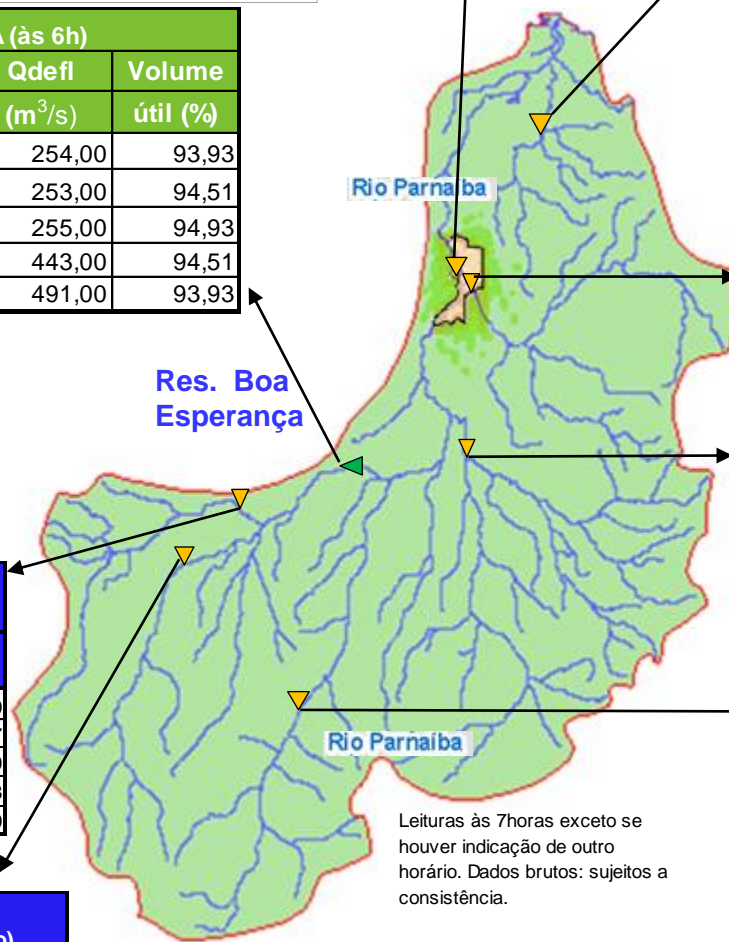 A (às 6h)
Qdefl Volume
(m³/s) útil (%)
254,00 93,93
253,00 94,51
255,00 94,93
443,00 94,51
491,00 93,93
Rio Parnaíba
Res. Boa
Esperança
Rio Parnaíba
Leituras às 7horas exceto se
houver indicação de outro
horário. Dados brutos: sujeitos a
consistência.